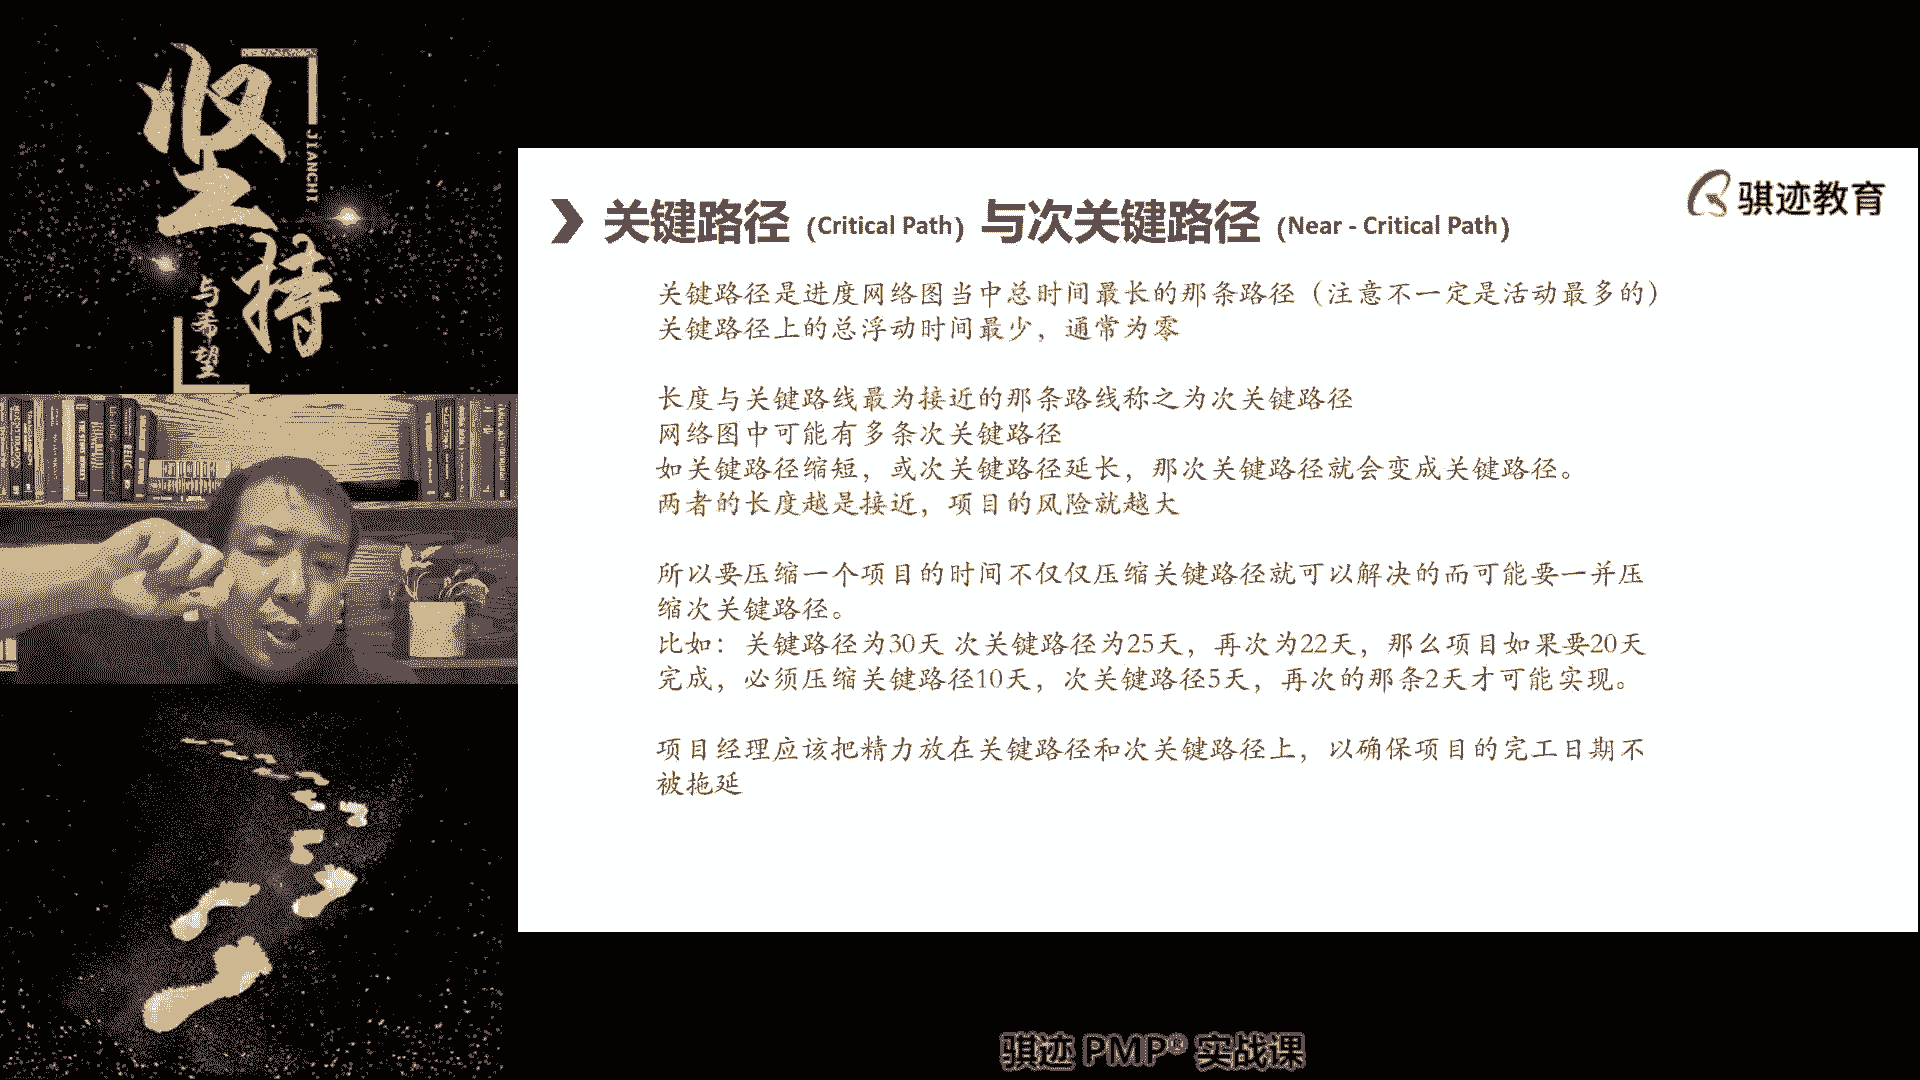 坚持
JIANCHI
与希望
骐迹教育
关键路径（Critical Path）与次关键路径（Near - Critical Path）
关键路径是进度网络图当中总时间最长的那条路径（注意不一定是活动最多的）
关键路径上的总浮动时间最少，通常为零
长度与关键路线最为接近的那条路线称之为次关键路径
网络图中可能有多条次关键路径
如关键路径缩短，或次关键路径延长，那次关键路径就会变成关键路径。
两者的长度越是接近，项目的风险就越大
所以要压缩一个项目的时间不仅仅压缩关键路径就可以解决的而可能要一并压
缩次关键路径。
比如：关键路径为30天 次关键路径为25天，再次为22天，那么项目如果要20天
完成，必须压缩关键路径10天，次关键路径5天，再次的那条2天才可能实现。
项目经理应该把精力放在关键路径和次关键路径上，以确保项目的完工日期不
被拖延
骐迹 PMP® 实战课